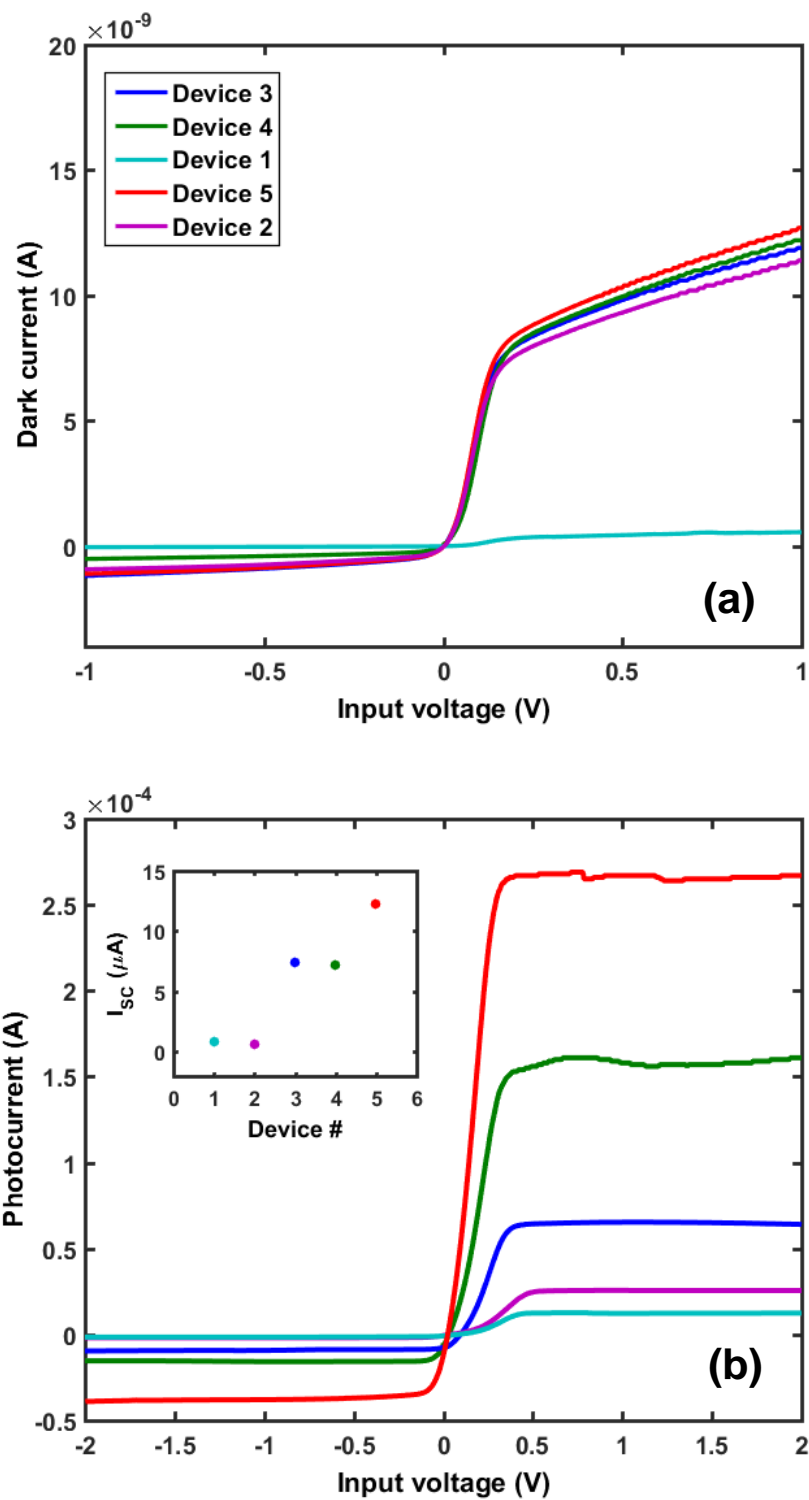 ×10⁻⁹
20
15
10
5
0
Dark current (A)
Device 3
Device 4
Device 1
Device 5
Device 2
(a)
-1 -0.5 0 0.5 1
Input voltage (V)
×10⁻⁴
3
2.5
2
1.5
1
0.5
0
-0.5
Photocurrent (A)
15
10
5
0
I_SC (μA)
0 1 2 3 4 5 6
Device #
(b)
-2 -1.5 -1 -0.5 0 0.5 1 1.5 2
Input voltage (V)